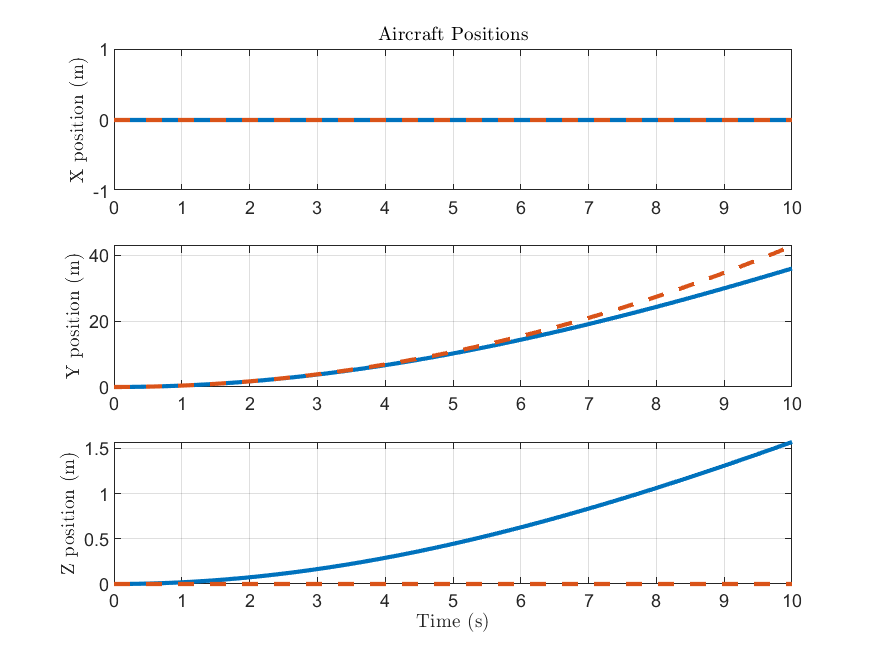 Aircraft Positions
X position (m)
1
0
-1
0 1 2 3 4 5 6 7 8 9 10
Y position (m)
40
20
0
0 1 2 3 4 5 6 7 8 9 10
Z position (m)
1.5
1
0.5
0
0 1 2 3 4 5 6 7 8 9 10
Time (s)